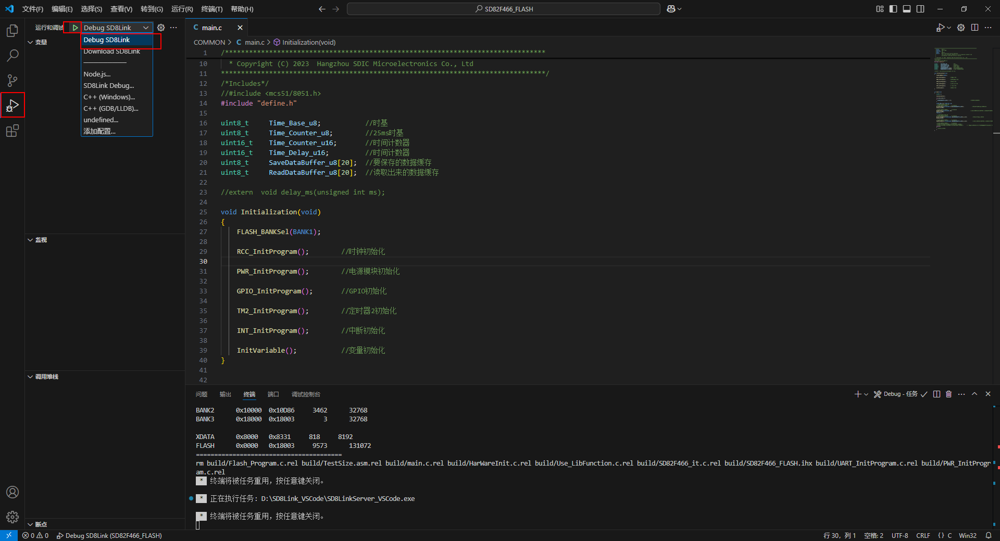 文件(F) 编辑(E) 选择(S) 查看(V) 转到(G) 运行(R) 终端(T) 帮助(H) SD82F466_FLASH
运行和调试 Debug SD8Link
变量
Debug SD8Link
Download SD8Link
Node.js...
SD8Link Debug...
C++ (Windows)...
C++ (GDB/LLDB)...
undefined...
添加配置...
监视
调用堆栈
断点
C main.c
COMMON > C main.c > Initialization(void)
1 /********************************************************************************
10 * Copyright (C) 2023 Hangzhou SDIC Microelectronics Co., Ltd
11 *********************************************************************************/
12 /*Includes*/
13 //#include <mcs51/8051.h>
14 #include "define.h"
15
16 uint8_t Time_Base_u8; //时基
17 uint8_t Time_Counter_u8; //25ms时基
18 uint16_t Time_Counter_u16; //时间计数器
19 uint16_t Time_Delay_u16; //时间计数器
20 uint8_t SaveDataBuffer_u8[20]; //要保存的数据缓存
21 uint8_t ReadDataBuffer_u8[20]; //读取出来的数据缓存
22
23 //extern void delay_ms(unsigned int ms);
24
25 void Initialization(void)
26 {
27 FLASH_BANKSel(BANK1);
28
29 RCC_InitProgram(); //时钟初始化
30
31 PWR_InitProgram(); //电源模块初始化
32
33 GPIO_InitProgram(); //GPIO初始化
34
35 TM2_InitProgram(); //定时器2初始化
36
37 INT_InitProgram(); //中断初始化
38
39 InitVariable(); //变量初始化
40 }
41
42
问题 输出 终端 端口 调试控制台 Debug - 任务
BANK2 0x10000 0x10D86 3462 32768
BANK3 0x18000 0x18003 3 32768
XDATA 0x8000 0x8331 818 8192
FLASH 0x0000 0x18003 9573 131072
========================================
rm build/Flash_Program.c.rel build/TestSize.asm.rel build/main.c.rel build/HarWareInit.c.rel build/Use_LibFunction.c.rel build/SD82F466_it.c.rel build/SD82F466_FLASH.ihx build/UART_InitProgram.c.rel build/PWR_InitProgr
am.c.rel
* 终端将被任务重用，按任意键关闭。
* 正在执行任务: D:\SD8Link_VSCode\SD8LinkServer_VSCode.exe
* 终端将被任务重用，按任意键关闭。
0 0 Debug SD8Link (SD82F466_FLASH) 行 30，列 1 空格: 2 UTF-8 CRLF {} C Win32